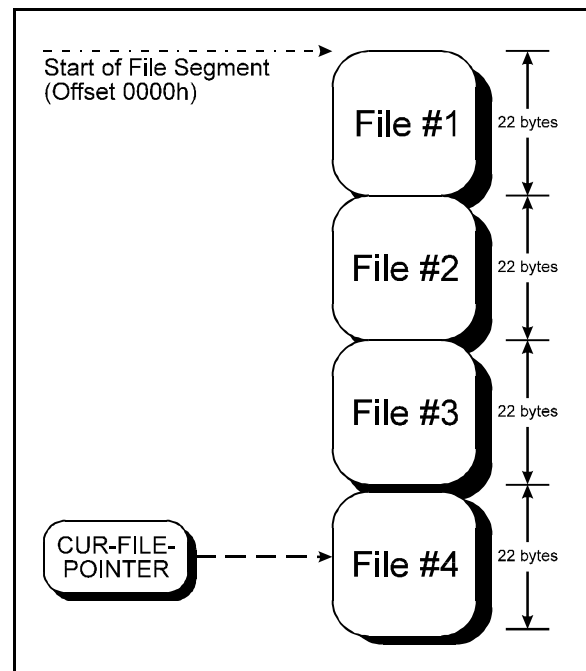 Start of File Segment
(Offset 0000h)
File #1
22 bytes
File #2
22 bytes
File #3
22 bytes
CUR-FILE-
POINTER
File #4
22 bytes